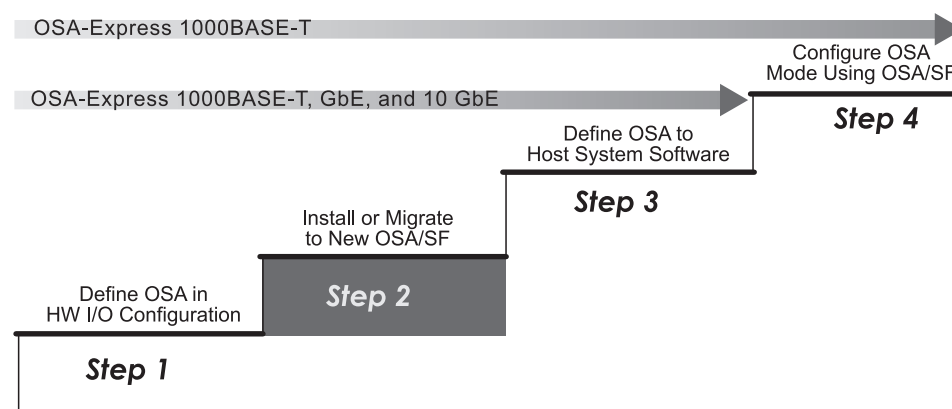 OSA-Express 1000BASE-T
Configure OSA
Mode Using OSA/SF
OSA-Express 1000BASE-T, GbE, and 10 GbE
Step 4
Define OSA to
Host System Software
Step 3
Install or Migrate
to New OSA/SF
Step 2
Define OSA in
HW I/O Configuration
Step 1